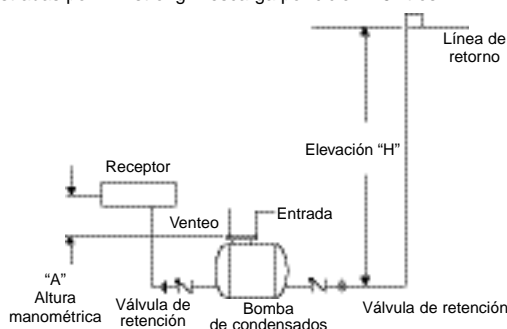 Línea de
retorno
Elevación “H”
Receptor
Venteo
Entrada
“A”
Altura
manométrica
Válvula de
retención
Bomba
de condensados
Válvula de retención